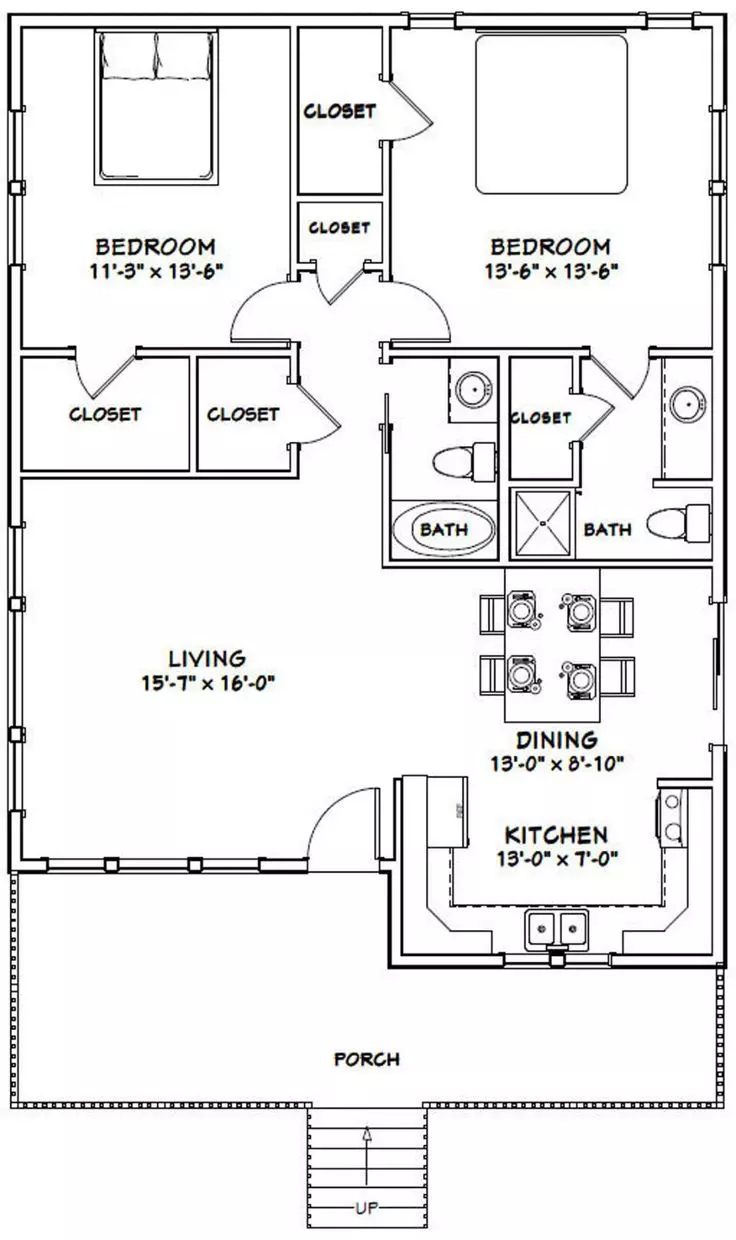 CLOSET
CLOSET
BEDROOM
11'-3" × 13'-6"
BEDROOM
13'-6" × 13'-6"
CLOSET
CLOSET
CLOSET
BATH
BATH
LIVING
15'-7" × 16'-0"
DINING
13'-0" × 8'-10"
KITCHEN
13'-0" × 7'-0"
PORCH
UP